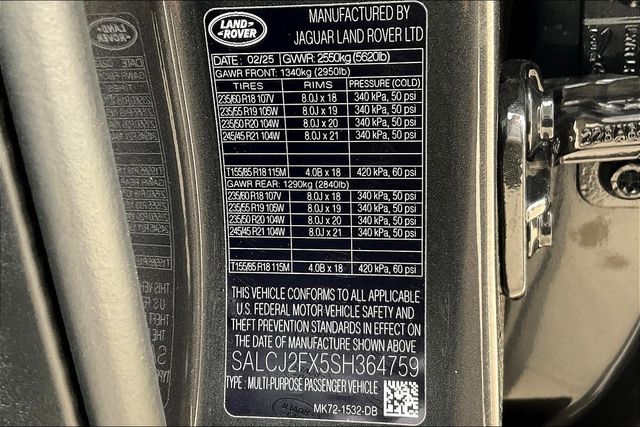 LAND ROVER
MANUFACTURED BY
JAGUAR LAND ROVER LTD
DATE: 02/25 GVWR: 2550kg (5620lb)
GAWR FRONT: 1340kg (2950lb)
TIRES RIMS PRESSURE (COLD)
235/60 R18 107V 8.0J x 18 340 kPa, 50 psi
235/55 R19 105W 8.0J x 19 340 kPa, 50 psi
235/50 R20 104W 8.0J x 20 340 kPa, 50 psi
245/45 R21 104W 8.0J x 21 340 kPa, 50 psi
T155/85 R18 115M 4.0B x 18 420 kPa, 60 psi
GAWR REAR: 1290kg (2840lb)
235/60 R18 107V 8.0J x 18 340 kPa, 50 psi
235/55 R19 105W 8.0J x 19 340 kPa, 50 psi
235/50 R20 104W 8.0J x 20 340 kPa, 50 psi
245/45 R21 104W 8.0J x 21 340 kPa, 50 psi
T155/85 R18 115M 4.0B x 18 420 kPa, 60 psi
THIS VEHICLE CONFORMS TO ALL APPLICABLE
U.S. FEDERAL MOTOR VEHICLE SAFETY AND
THEFT PREVENTION STANDARDS IN EFFECT ON
THE DATE OF MANUFACTURE SHOWN ABOVE
SALCJ2FX5SH364759
TYPE: MULTI-PURPOSE PASSENGER VEHICLE
MK72-1532-DB